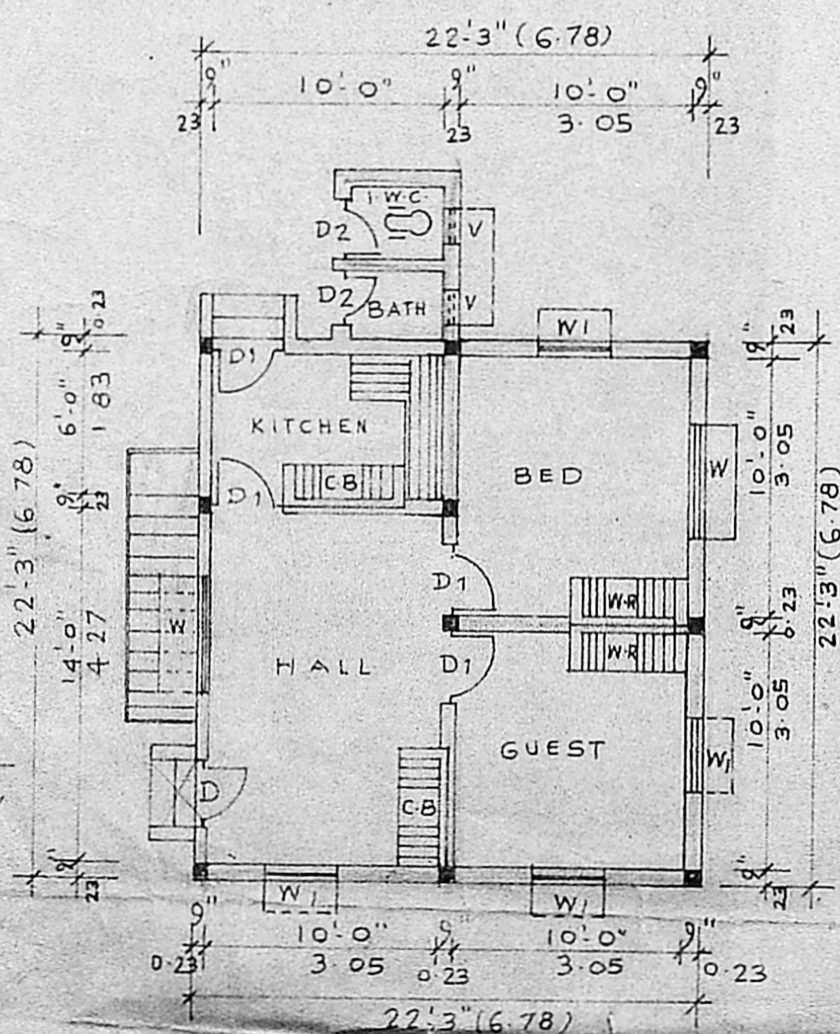 22'-3" (6.78)
9" 10'-0" 9" 10'-0" 9"
23 23 3.05 23
I.W.C.
D2 V
D2 BATH V
W1
9" 0.23
D1
9" 23
6'-0" 1.83
KITCHEN
10'-0" 3.05
BED
W
C.B
D1
9" 23
22'-3" (6.78)
22'-3" (6.78)
D1
W.R
W
9" 0.23
14'-0" 4.27
HALL
D1
W.R
10'-0" 3.05
GUEST
W1
D
C.B
9" 23
W1
W1
9" 23
9" 10'-0" 9" 10'-0" 9"
0.23 3.05 0.23 3.05 0.23
22'-3" (6.78)